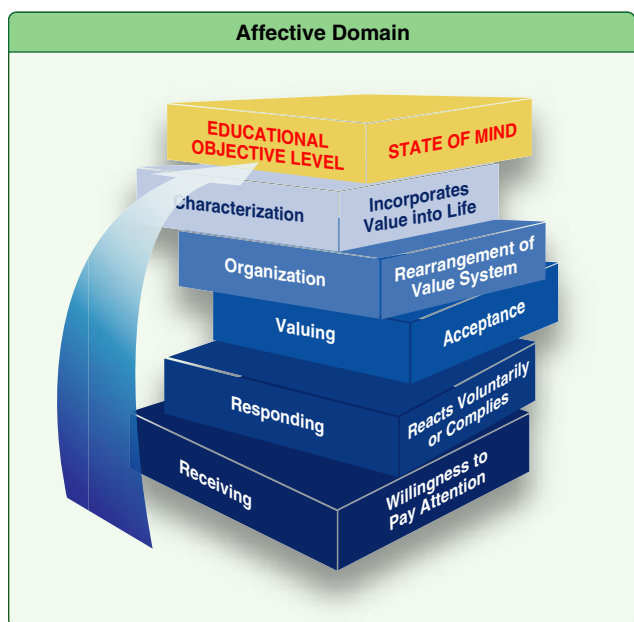 Affective Domain
EDUCATIONAL
OBJECTIVE LEVEL
STATE OF MIND
Characterization
Incorporates
Value into Life
Organization
Rearrangement of
Value System
Valuing
Acceptance
Responding
Reacts Voluntarily
or Complies
Receiving
Willingness to
Pay Attention